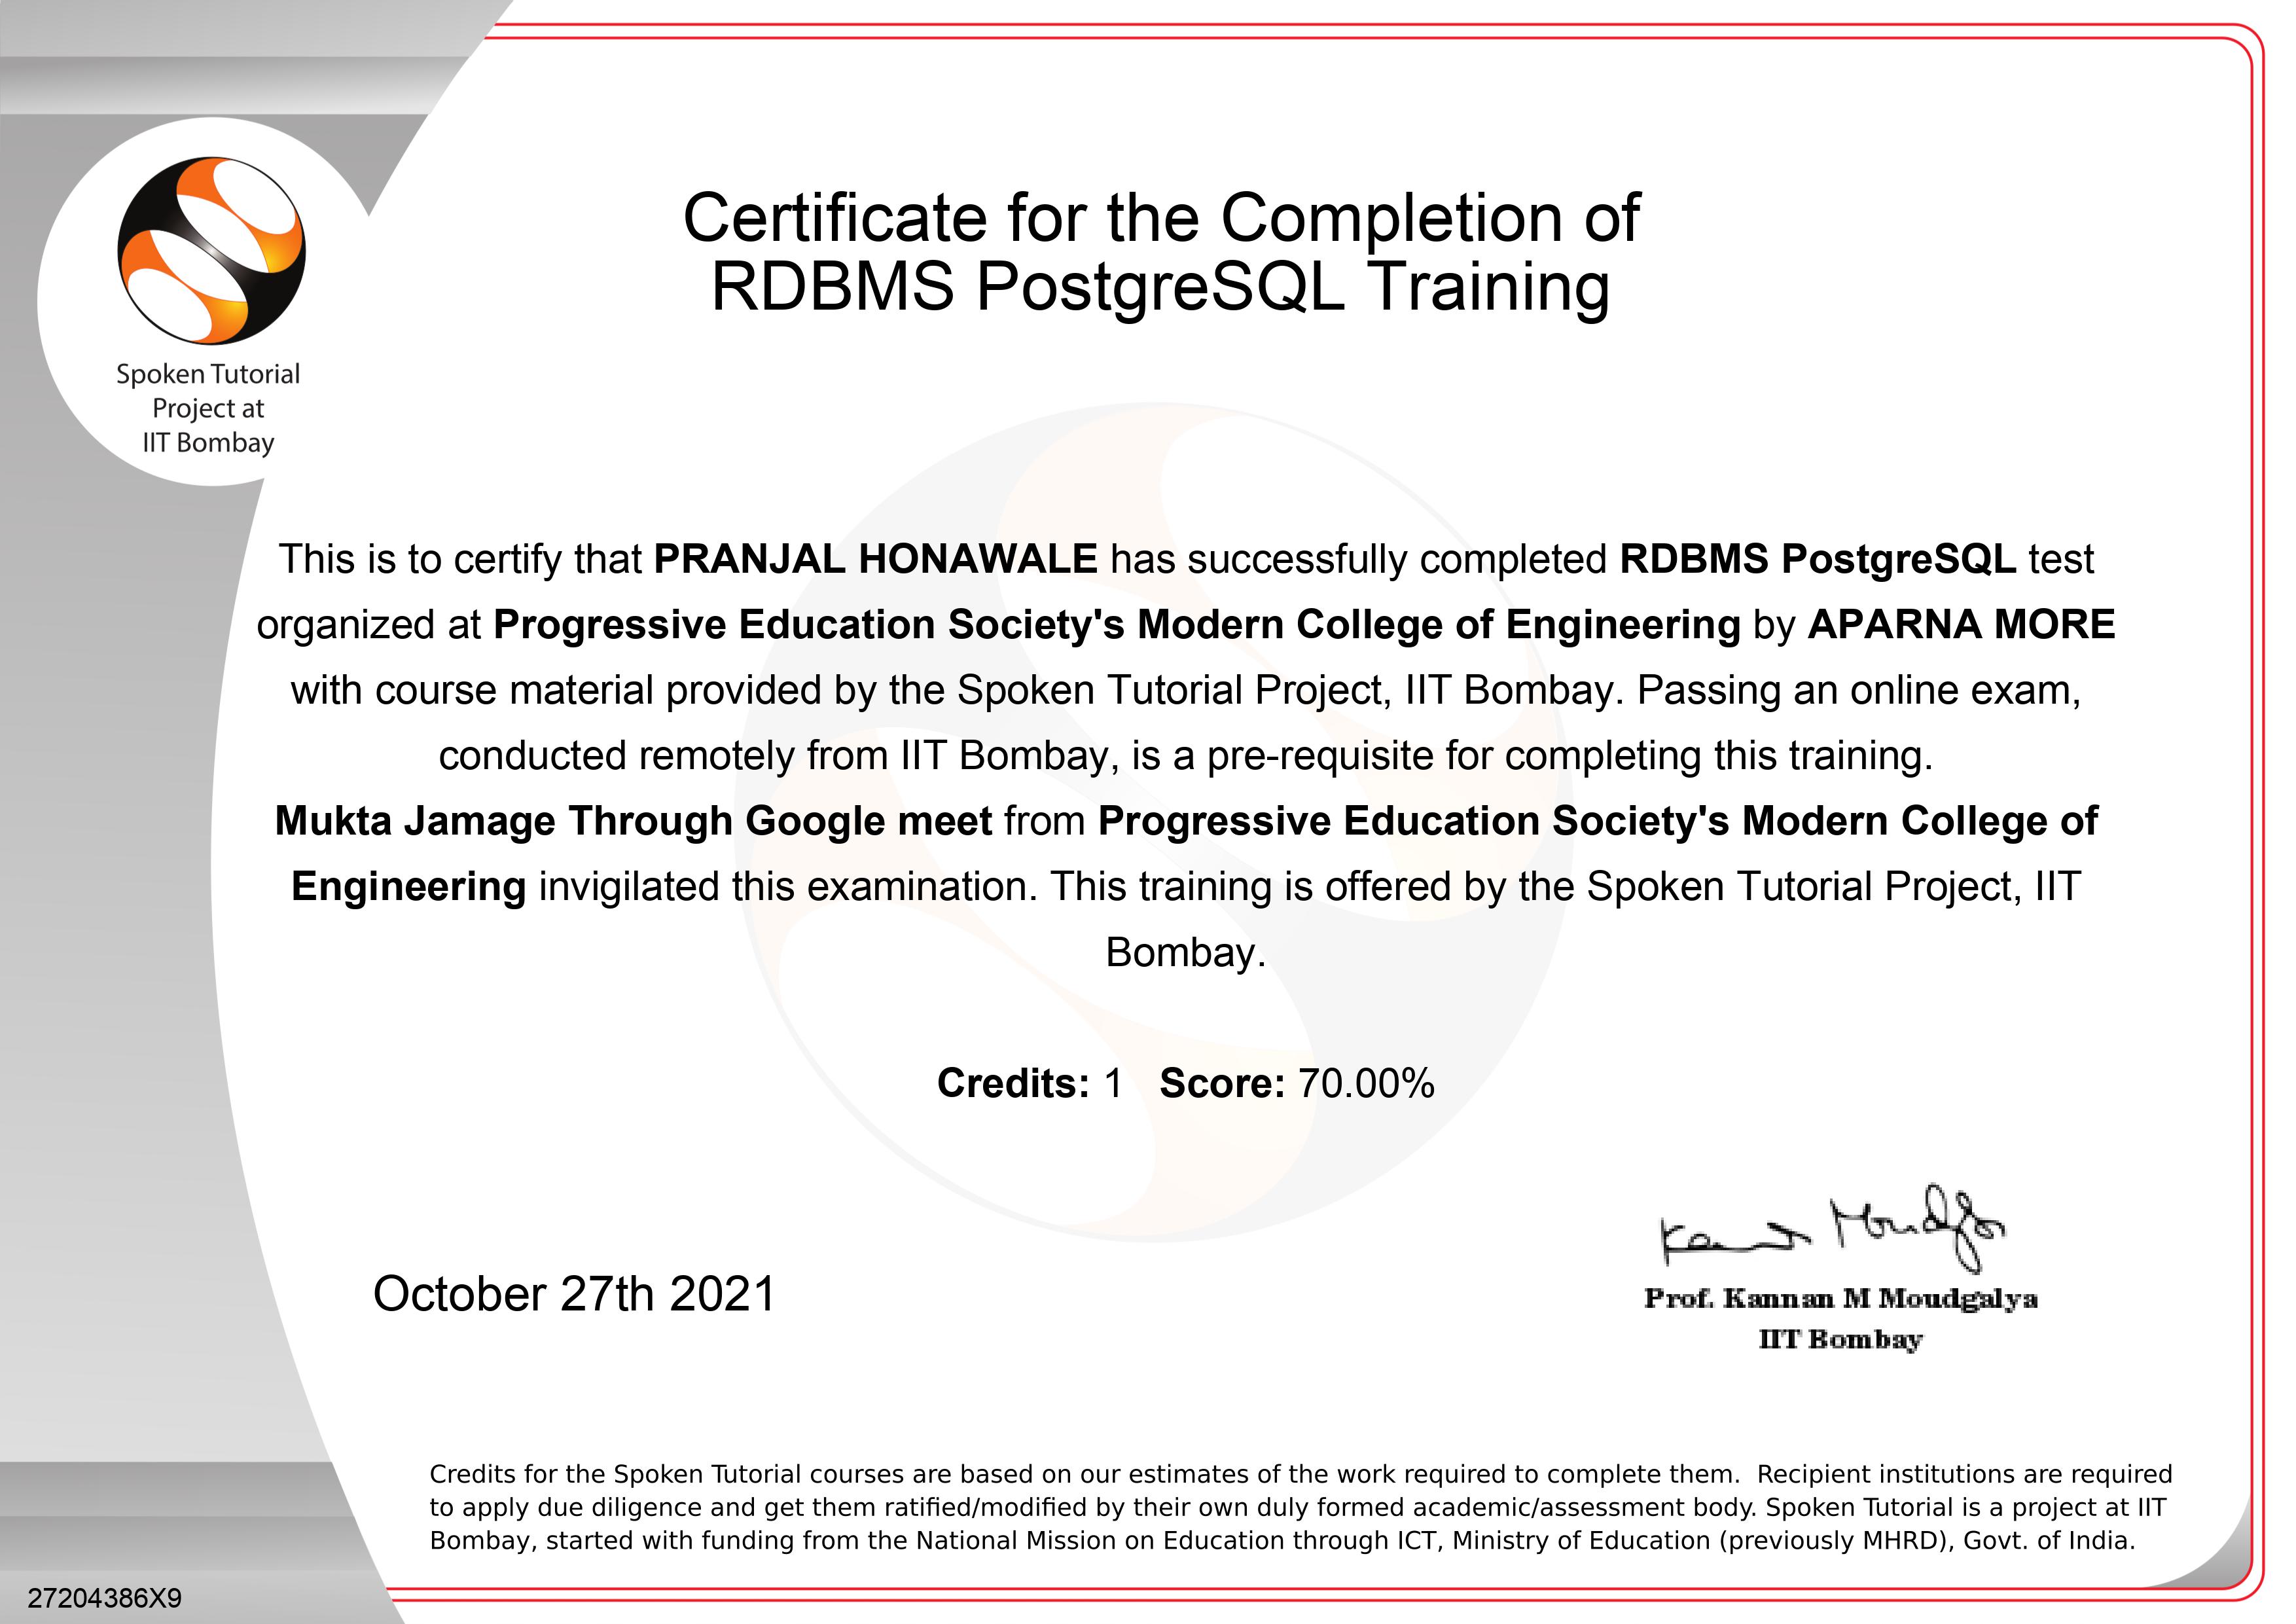 Spoken Tutorial
Project at
IIT Bombay
Certificate for the Completion of
RDBMS PostgreSQL Training
This is to certify that PRANJAL HONAWALE has successfully completed RDBMS PostgreSQL test
organized at Progressive Education Society's Modern College of Engineering by APARNA MORE
with course material provided by the Spoken Tutorial Project, IIT Bombay. Passing an online exam,
conducted remotely from IIT Bombay, is a pre-requisite for completing this training.
Mukta Jamage Through Google meet from Progressive Education Society's Modern College of
Engineering invigilated this examination. This training is offered by the Spoken Tutorial Project, IIT
Bombay.
Credits: 1 Score: 70.00%
October 27th 2021
Prof. Kannan M Moudgalya
IIT Bombay
Credits for the Spoken Tutorial courses are based on our estimates of the work required to complete them. Recipient institutions are required
to apply due diligence and get them ratified/modified by their own duly formed academic/assessment body. Spoken Tutorial is a project at IIT
Bombay, started with funding from the National Mission on Education through ICT, Ministry of Education (previously MHRD), Govt. of India.
27204386X9